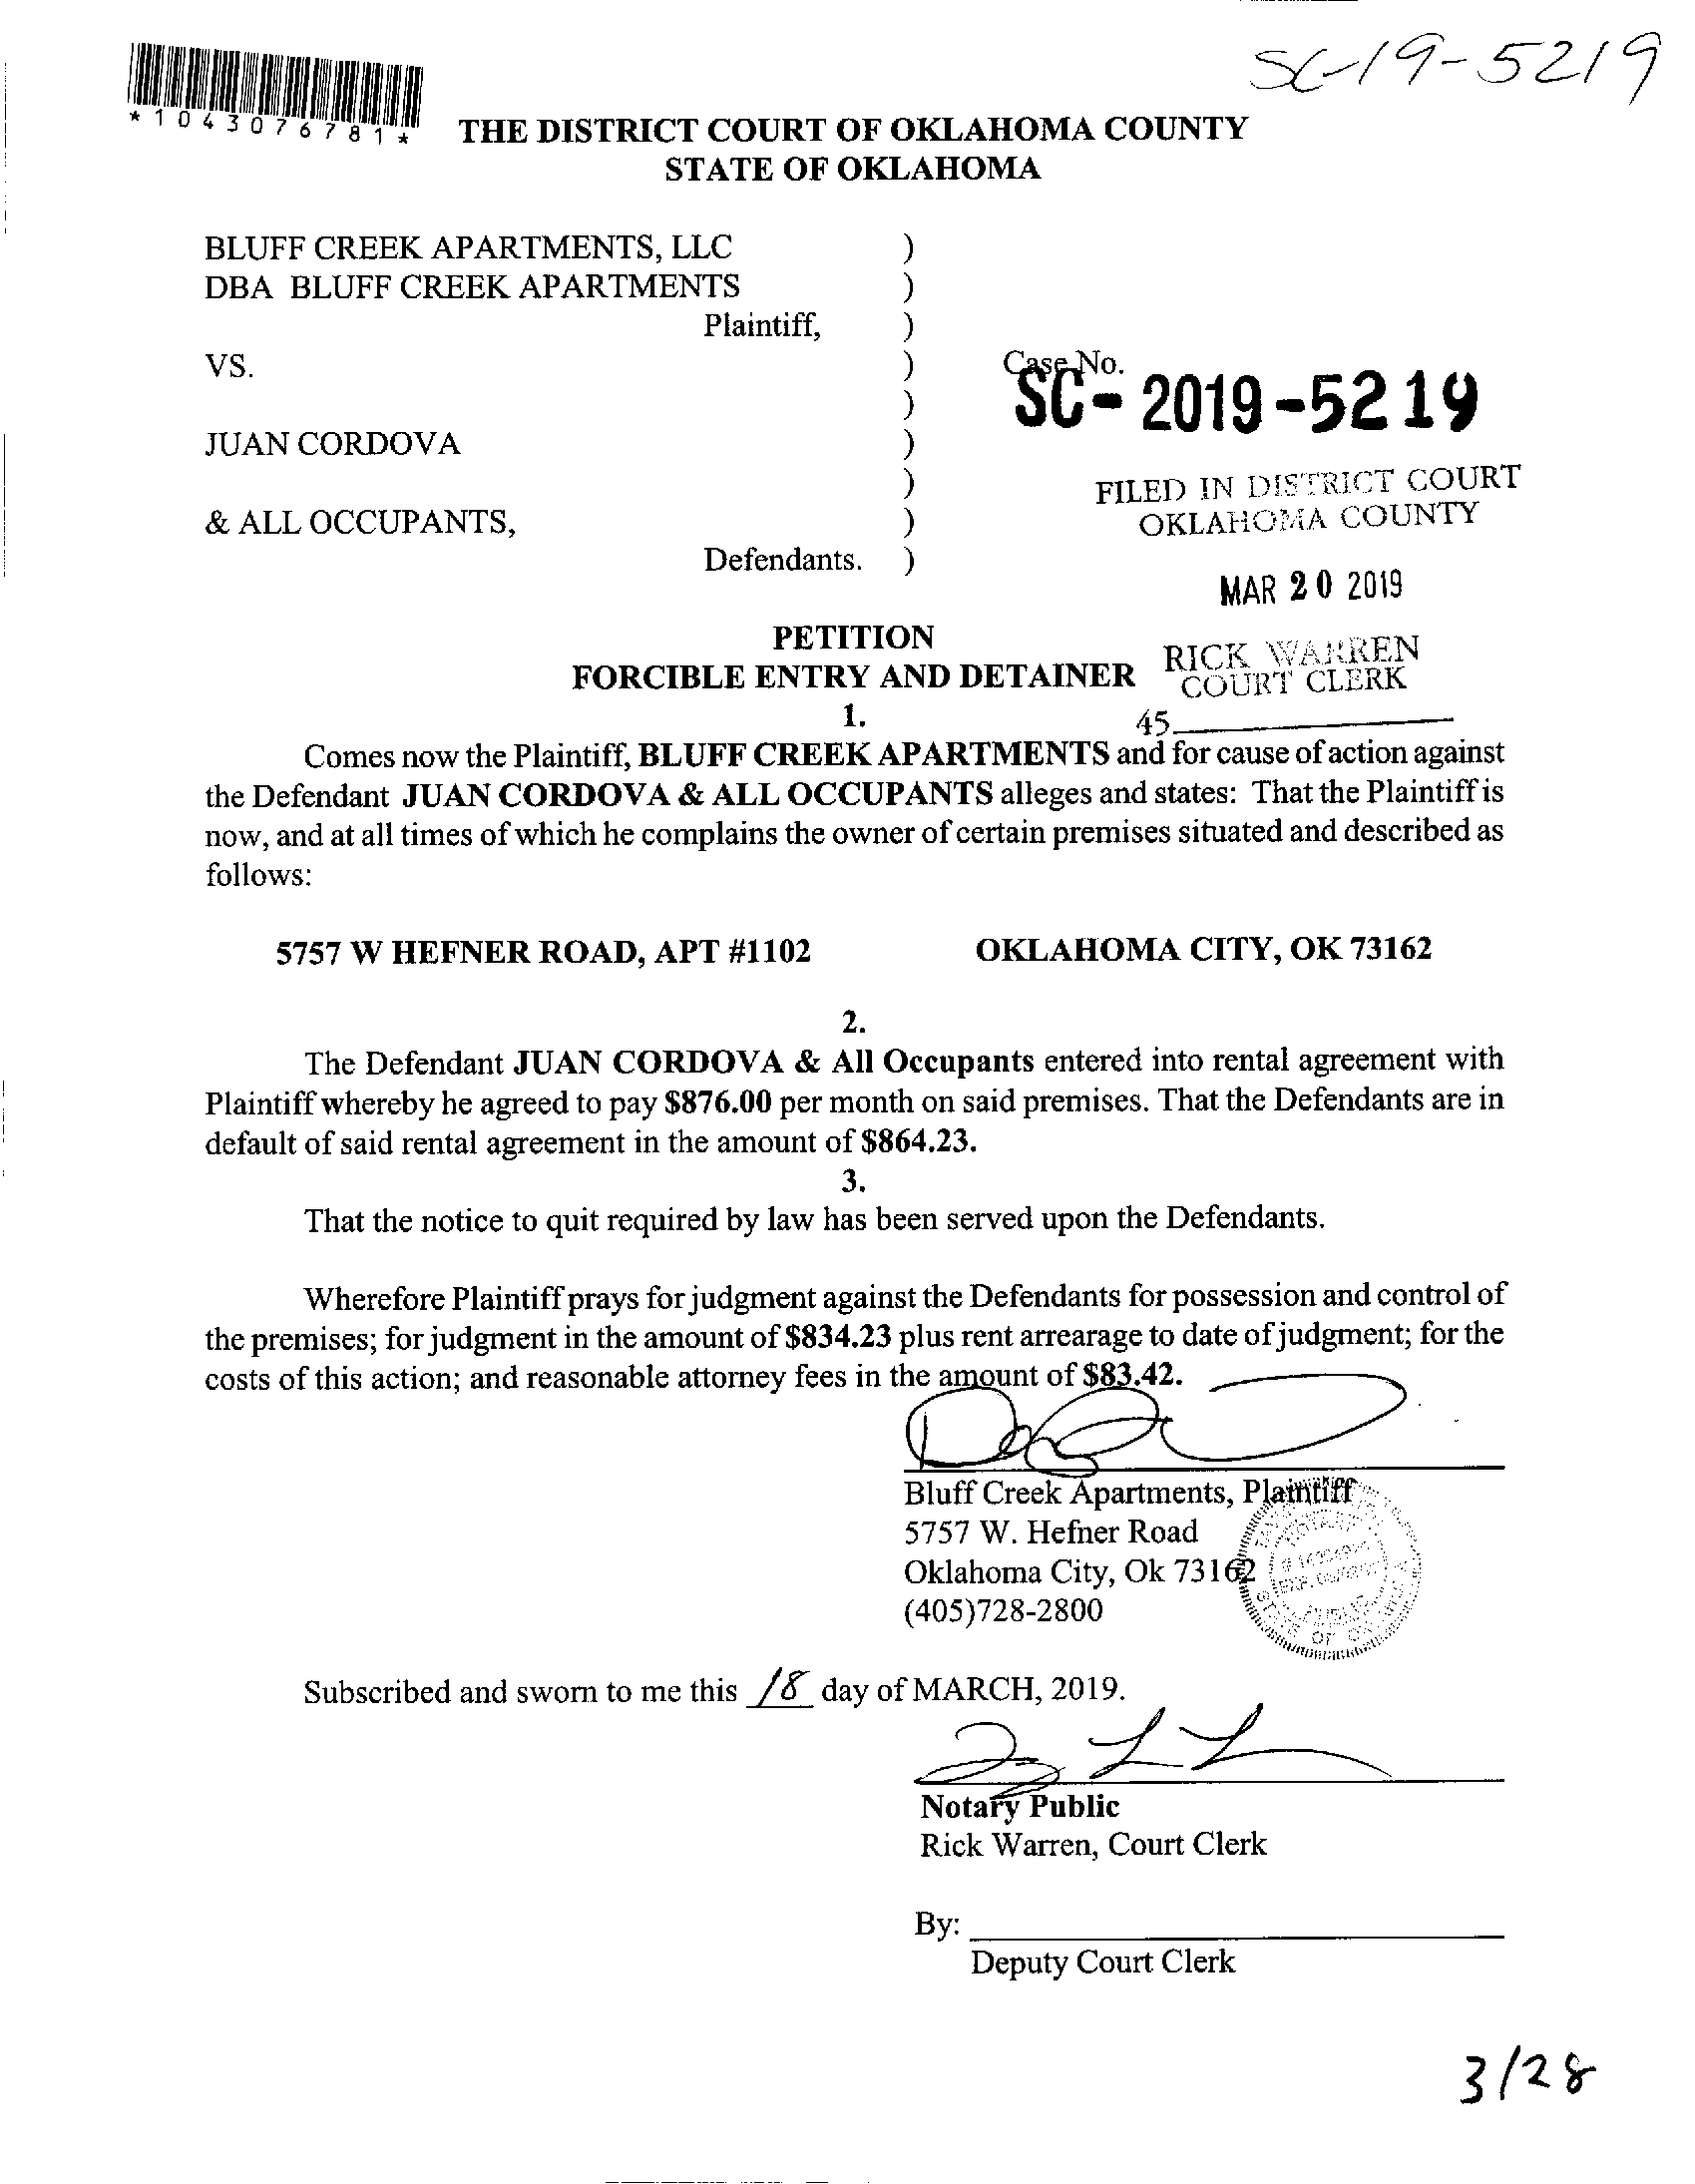 SC-19-5219
*1043076781*
THE DISTRICT COURT OF OKLAHOMA COUNTY
STATE OF OKLAHOMA
BLUFF CREEK APARTMENTS, LLC )
DBA BLUFF CREEK APARTMENTS )
Plaintiff, )
VS. ) Case No.
) SC-2019-5219
JUAN CORDOVA )
) FILED IN DISTRICT COURT
& ALL OCCUPANTS, ) OKLAHOMA COUNTY
Defendants. )
MAR 20 2019
PETITION
RICK WARREN
FORCIBLE ENTRY AND DETAINER
COURT CLERK
1.
45
Comes now the Plaintiff, BLUFF CREEK APARTMENTS and for cause of action against
the Defendant JUAN CORDOVA & ALL OCCUPANTS alleges and states: That the Plaintiff is
now, and at all times of which he complains the owner of certain premises situated and described as
follows:
5757 W HEFNER ROAD, APT #1102 OKLAHOMA CITY, OK 73162
2.
The Defendant JUAN CORDOVA & All Occupants entered into rental agreement with
Plaintiff whereby he agreed to pay $876.00 per month on said premises. That the Defendants are in
default of said rental agreement in the amount of $864.23.
3.
That the notice to quit required by law has been served upon the Defendants.
Wherefore Plaintiff prays for judgment against the Defendants for possession and control of
the premises; for judgment in the amount of $834.23 plus rent arrearage to date of judgment; for the
costs of this action; and reasonable attorney fees in the amount of $83.42.
Bluff Creek Apartments, Plaintiff
5757 W. Hefner Road
Oklahoma City, Ok 73162
(405)728-2800
Subscribed and sworn to me this 18 day of MARCH, 2019.
Notary Public
Rick Warren, Court Clerk
By:
Deputy Court Clerk
3/28